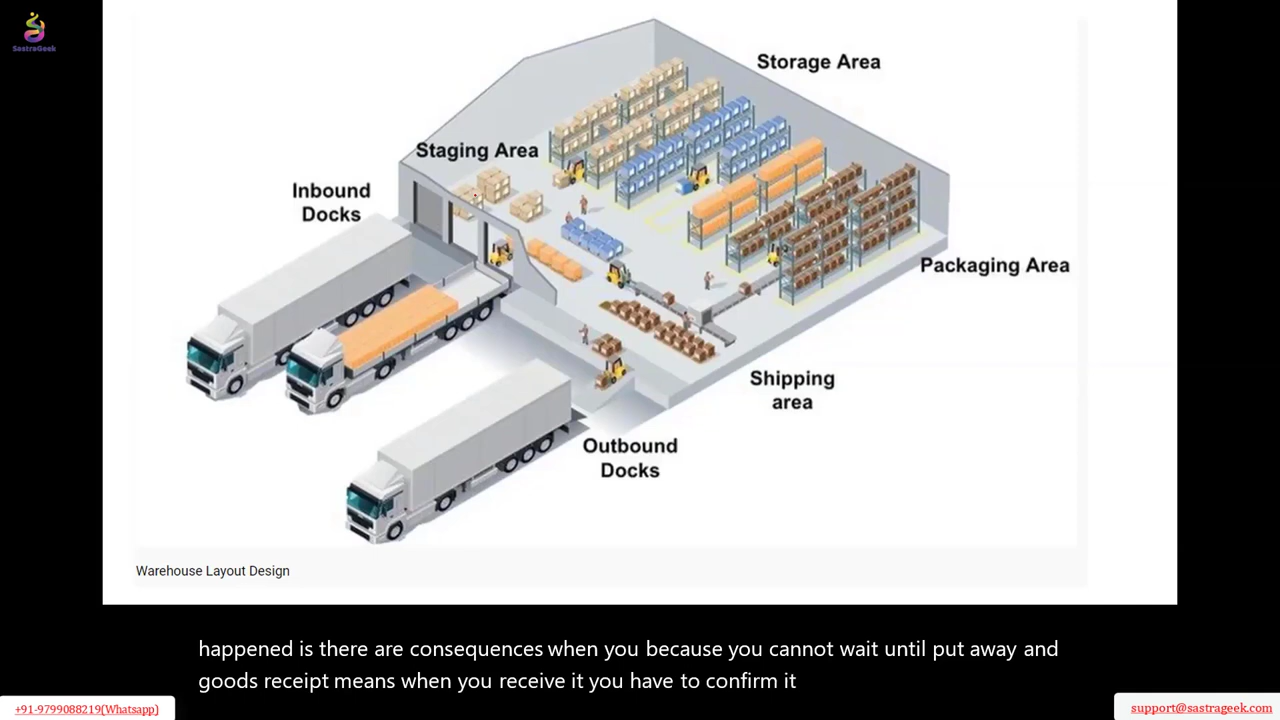 SastraGeek
Storage Area
Staging Area
Inbound
Docks
Packaging Area
Shipping
area
Outbound
Docks
Warehouse Layout Design
happened is there are consequences when you because you cannot wait until put away and
goods receipt means when you receive it you have to confirm it
+91-9799088219(Whatsapp)
support@sastrageek.com